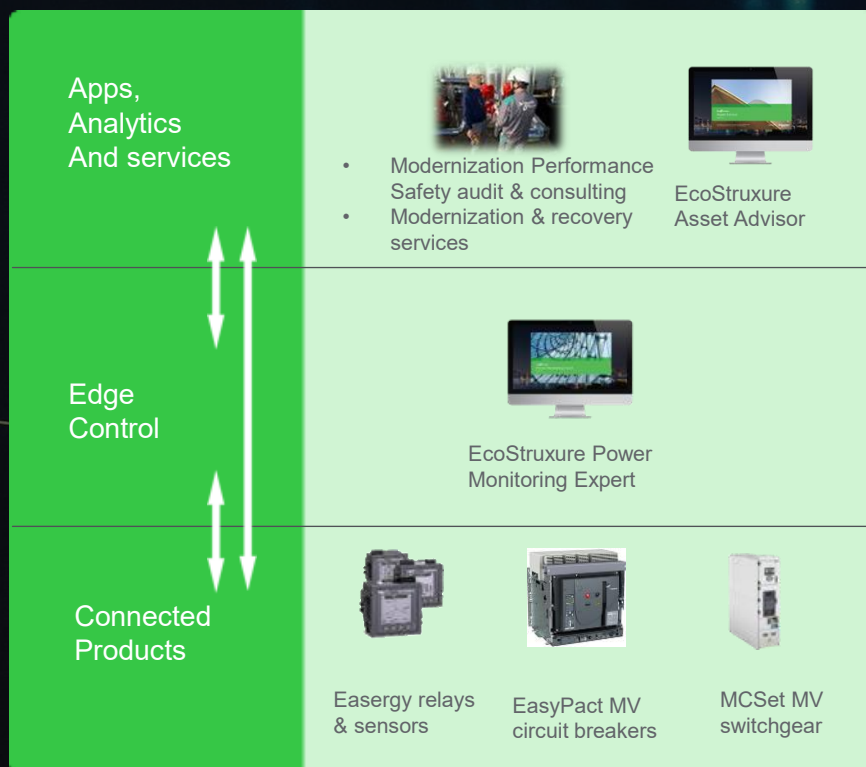 Apps,
Analytics
And services
• Modernization Performance
Safety audit & consulting
• Modernization & recovery
services
EcoStruxure
Asset Advisor
Edge
Control
EcoStruxure Power
Monitoring Expert
Connected
Products
Easergy relays
& sensors
EasyPact MV
circuit breakers
MCSet MV
switchgear